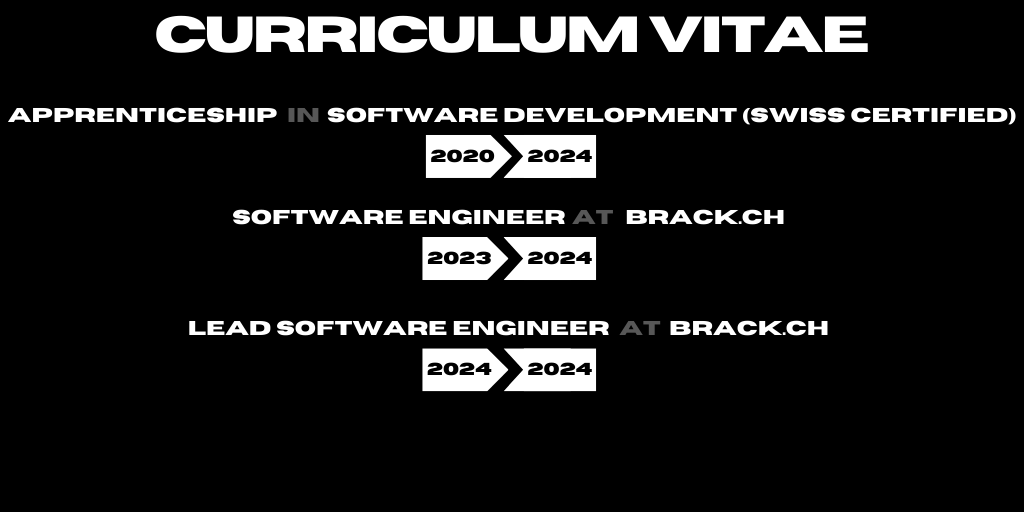 CURRICULUM VITAE
APPRENTICESHIP IN SOFTWARE DEVELOPMENT (SWISS CERTIFIED)
2020 2024
SOFTWARE ENGINEER AT BRACK.CH
2023 2024
LEAD SOFTWARE ENGINEER AT BRACK.CH
2024 2024